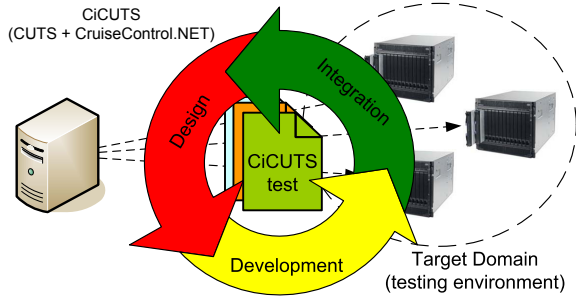 CiCUTS
(CUTS + CruiseControl.NET)
Design
Integration
CiCUTS
test
Development
Target Domain
(testing environment)